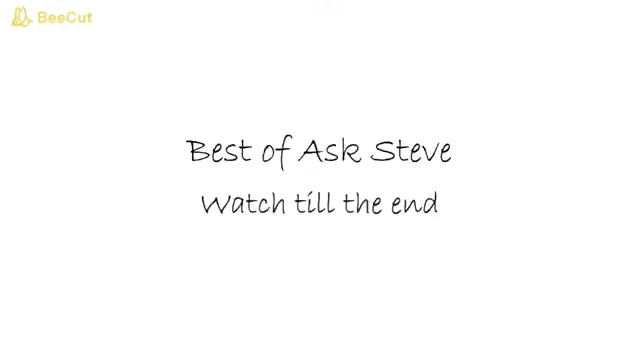 BeeCut
Best of Ask Steve
Watch till the end